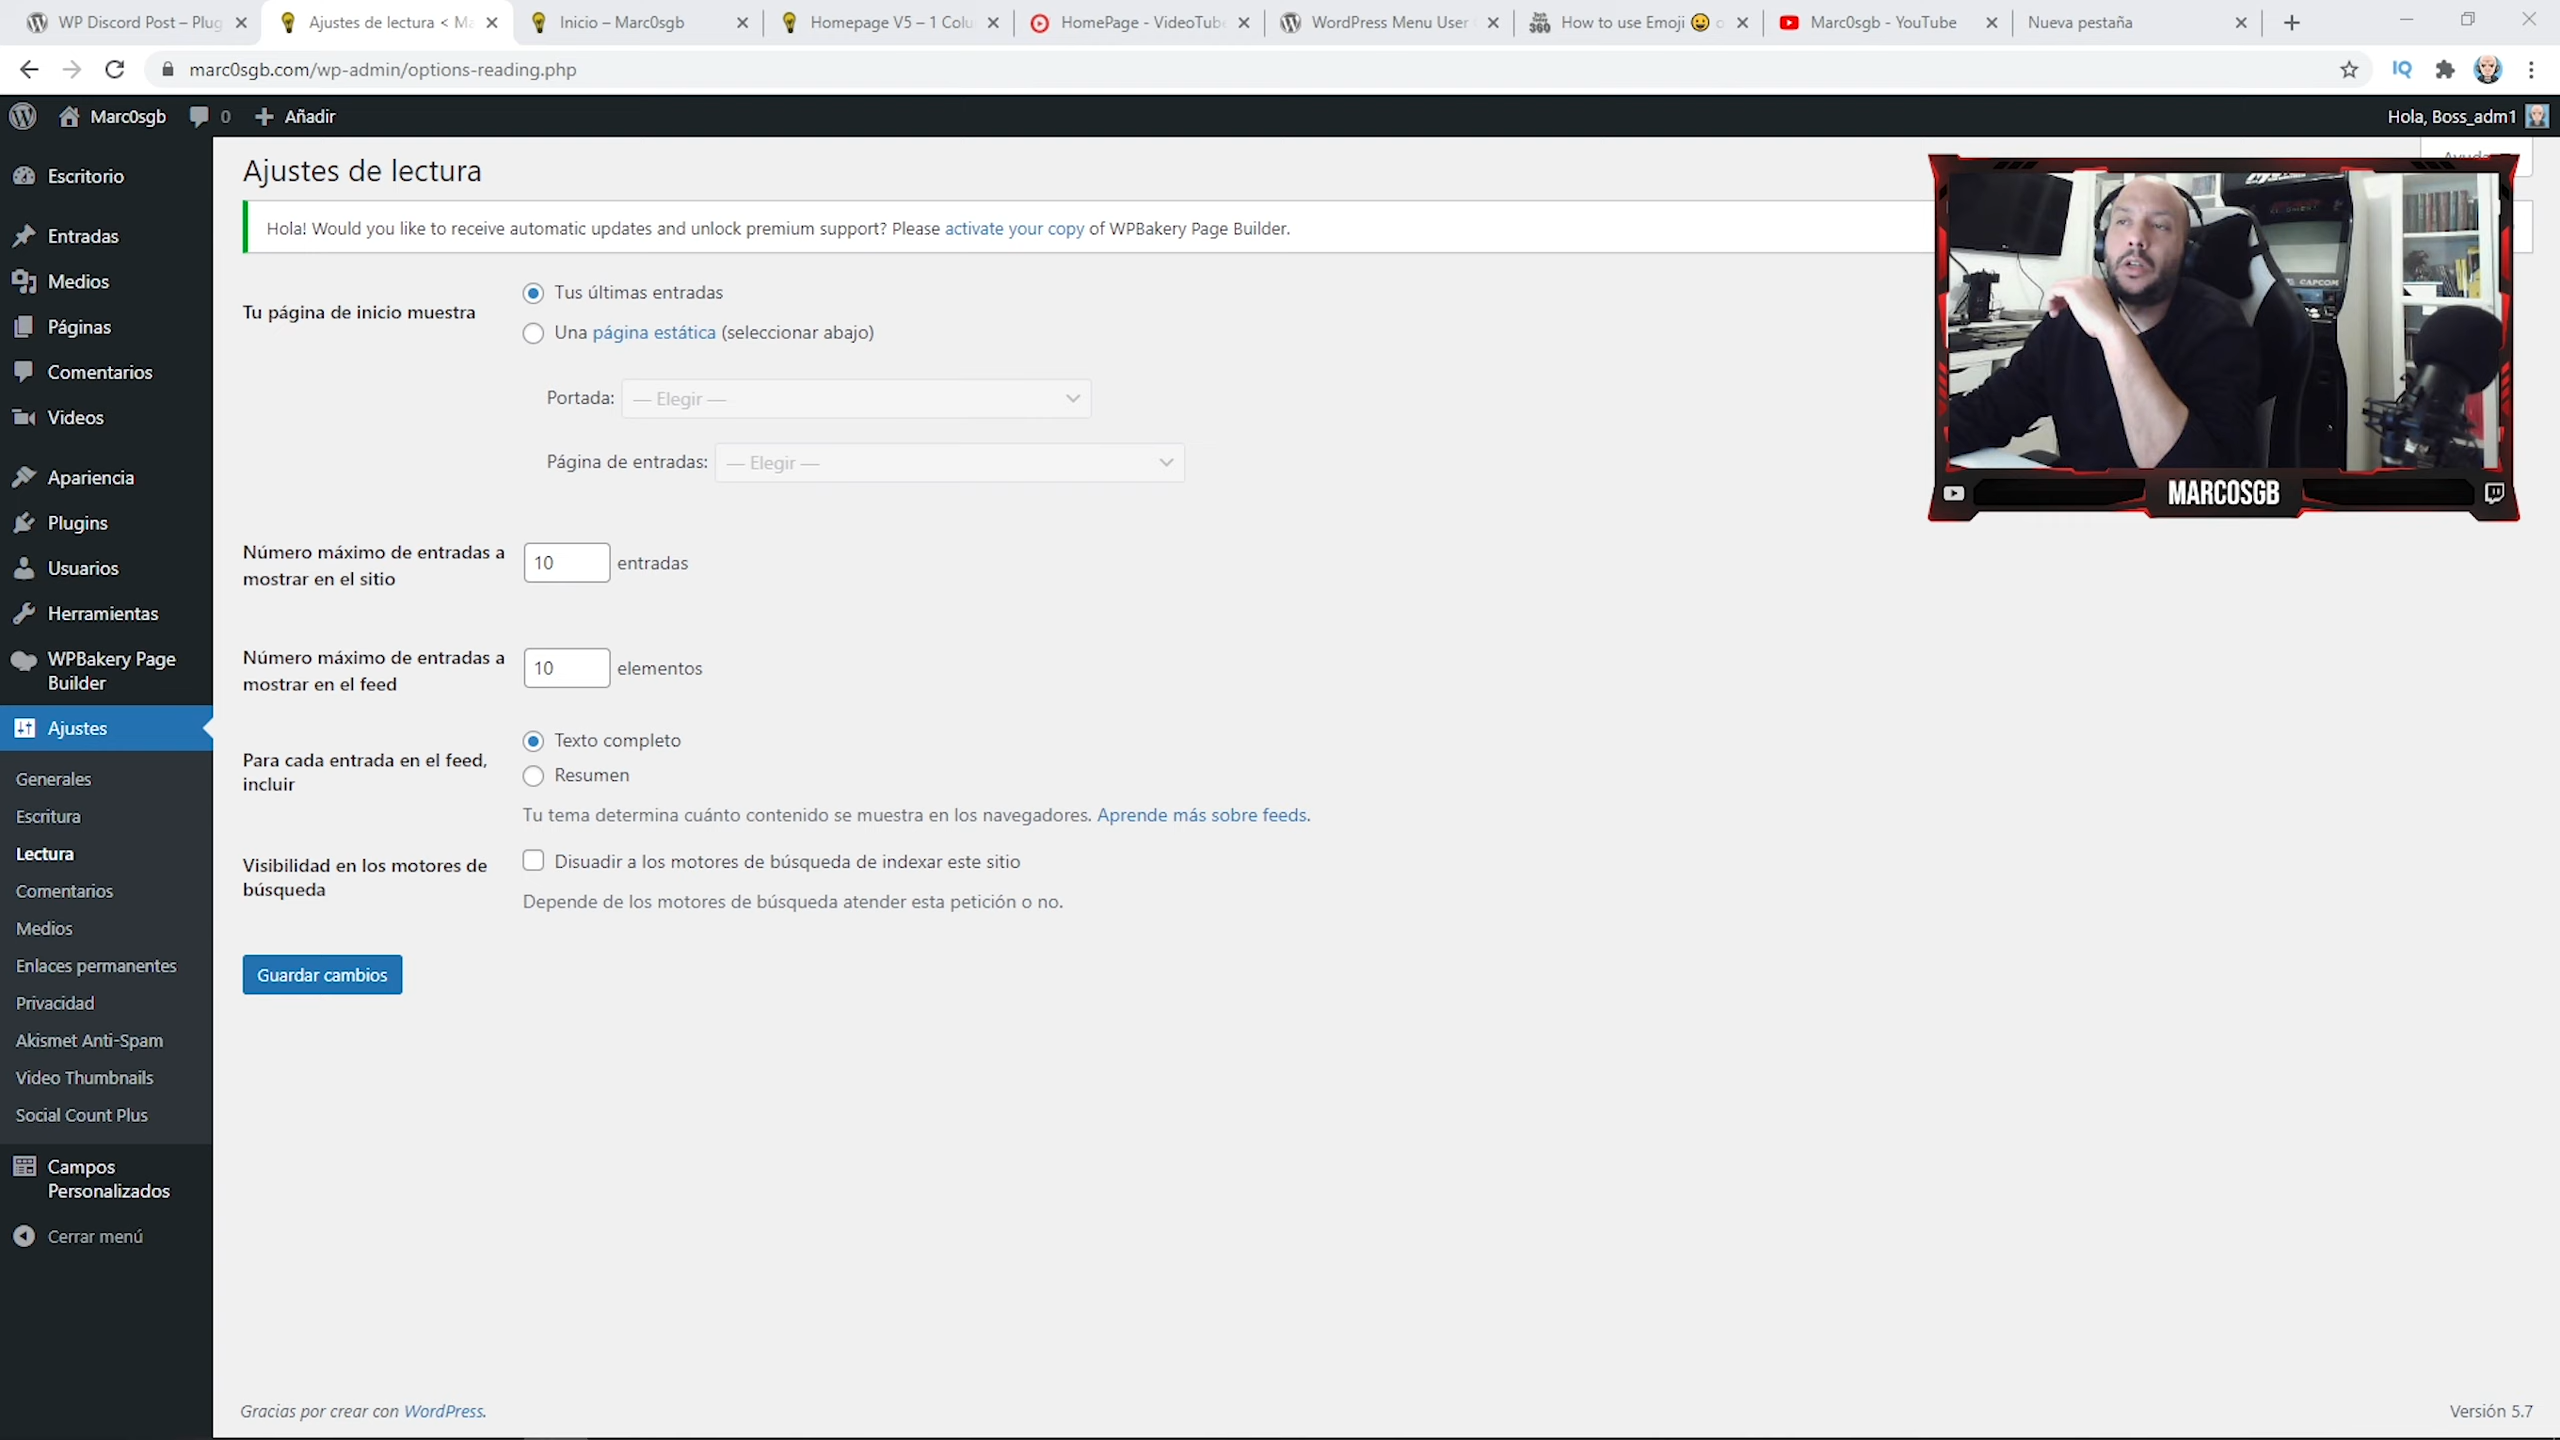 WP Discord Post – Plug
Ajustes de lectura < Ma
Inicio – Marc0sgb
Homepage V5 – 1 Colu
HomePage - VideoTube
WordPress Menu User
How to use Emoji 😀 o
Marc0sgb - YouTube
Nueva pestaña
marc0sgb.com/wp-admin/options-reading.php
IQ
Marc0sgb
0
Añadir
Hola, Boss_adm1
Escritorio
Entradas
Medios
Páginas
Comentarios
Videos
Apariencia
Plugins
Usuarios
Herramientas
WPBakery Page
Builder
Ajustes
Generales
Escritura
Lectura
Comentarios
Medios
Enlaces permanentes
Privacidad
Akismet Anti-Spam
Video Thumbnails
Social Count Plus
Campos
Personalizados
Cerrar menú
Ajustes de lectura
Hola! Would you like to receive automatic updates and unlock premium support? Please activate your copy of WPBakery Page Builder.
Tu página de inicio muestra
Tus últimas entradas
Una página estática (seleccionar abajo)
Portada: — Elegir —
Página de entradas: — Elegir —
Número máximo de entradas a
mostrar en el sitio
10 entradas
Número máximo de entradas a
mostrar en el feed
10 elementos
Para cada entrada en el feed,
incluir
Texto completo
Resumen
Tu tema determina cuánto contenido se muestra en los navegadores. Aprende más sobre feeds.
Visibilidad en los motores de
búsqueda
Disuadir a los motores de búsqueda de indexar este sitio
Depende de los motores de búsqueda atender esta petición o no.
Guardar cambios
CAPCOM
MARCOSGB
Gracias por crear con WordPress.
Versión 5.7